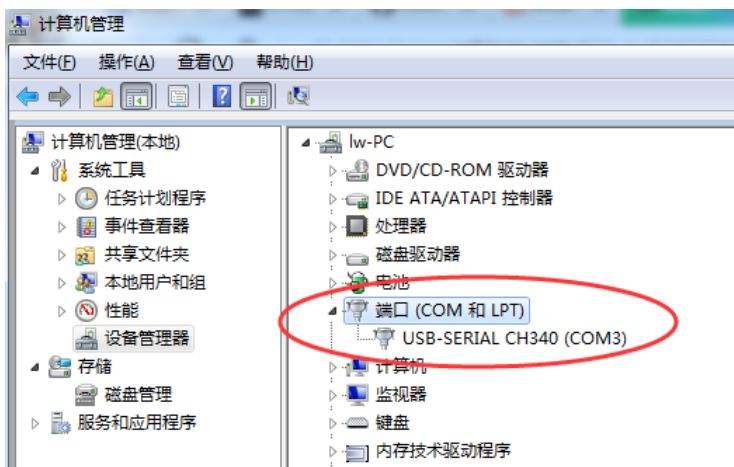 计算机管理
文件(F) 操作(A) 查看(V) 帮助(H)
计算机管理(本地)
系统工具
任务计划程序
事件查看器
共享文件夹
本地用户和组
性能
设备管理器
存储
磁盘管理
服务和应用程序
lw-PC
DVD/CD-ROM 驱动器
IDE ATA/ATAPI 控制器
处理器
磁盘驱动器
电池
端口 (COM 和 LPT)
USB-SERIAL CH340 (COM3)
计算机
监视器
键盘
内存技术驱动程序